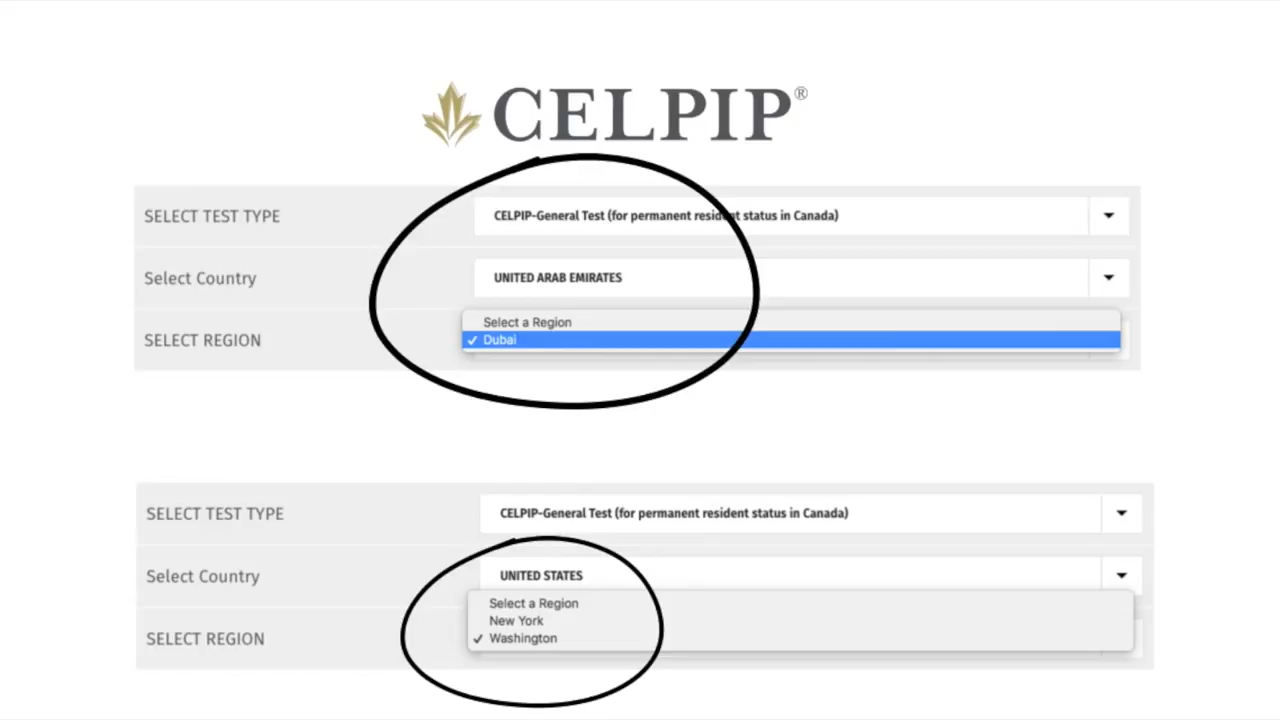 CELPIP®
SELECT TEST TYPE
CELPIP-General Test (for permanent resident status in Canada)
Select Country
UNITED ARAB EMIRATES
Select a Region
SELECT REGION
✓ Dubai
SELECT TEST TYPE
CELPIP-General Test (for permanent resident status in Canada)
Select Country
UNITED STATES
Select a Region
New York
SELECT REGION
✓ Washington